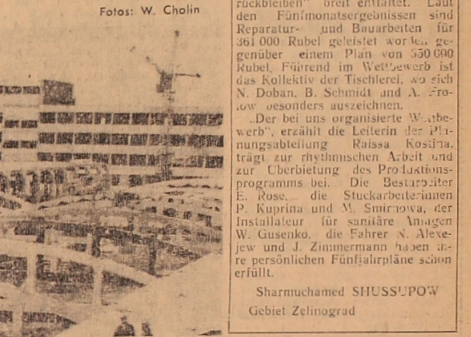 Fotos: W. Cholin
rückbleiben" breit entfaltet. Laut
den Fünfmonatsergebnissen sind
Reparatur- und Bauarbeiten für
361 000 Rubel geleistet worden, ge-
genüber einem Plan von 350 000
Rubel. Führend im Wettbewerb ist
das Kollektiv der Tischlerei, wo sich
N. Doban, B. Schmidt und A. Fro-
low besonders auszeichnen.
„Der bei uns organisierte Wettbe-
werb", erzählt die Leiterin der Pla-
nungsabteilung Raissa Kostina,
trägt zur rhythmischen Arbeit und
zur Überbietung des Produktions-
programms bei. Die Bestarbeiter
E. Rose, die Stuckarbeiterinnen
P. Kuprina und M. Smirnowa, der
Installateur für sanitäre Anlagen
W. Gusenko, die Fahrer N. Alexe-
jew und J. Zimmermann haben ih-
re persönlichen Fünfjahrpläne schon
erfüllt.
Sharmuchamed SHUSSUPOW
Gebiet Zelinograd